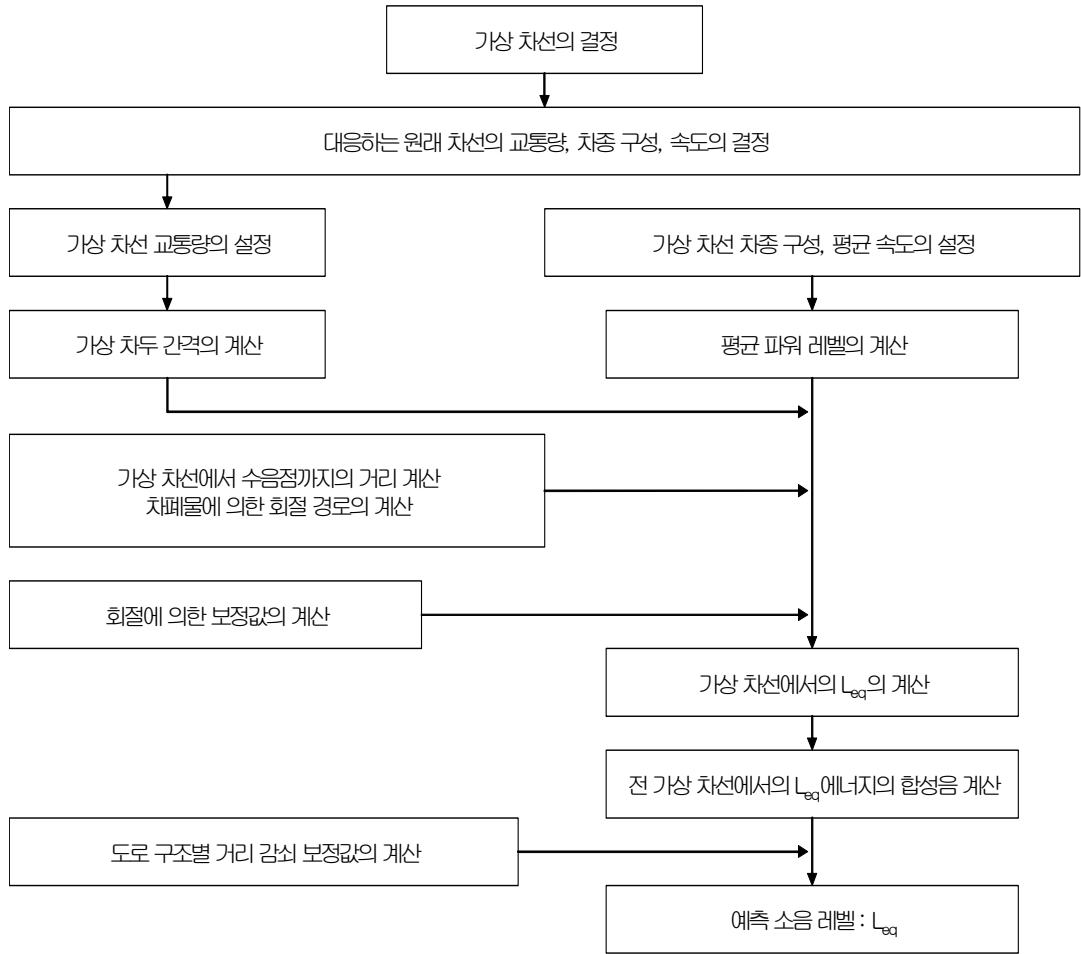 가상 차선의 결정
대응하는 원래 차선의 교통량, 차종 구성, 속도의 결정
가상 차선 교통량의 설정
가상 차선 차종 구성, 평균 속도의 설정
가상 차두 간격의 계산
평균 파워 레벨의 계산
가상 차선에서 수음점까지의 거리 계산
차폐물에 의한 회절 경로의 계산
회절에 의한 보정값의 계산
가상 차선에서의 Leq의 계산
전 가상 차선에서의 Leq에너지의 합성음 계산
도로 구조별 거리 감쇠 보정값의 계산
예측 소음 레벨 : Leq